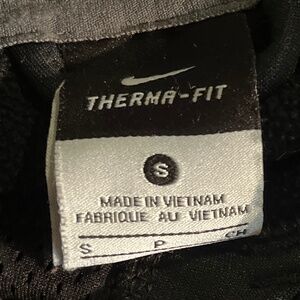 THERMA-FIT
S
MADE IN VIETNAM
FABRIQUE AU VIETNAM
S P CH